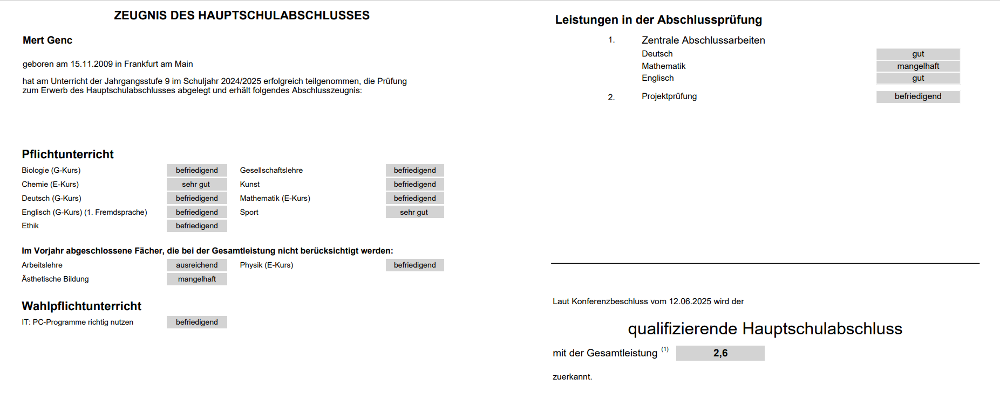 ZEUGNIS DES HAUPTSCHULABSCHLUSSES
Mert Genc
geboren am 15.11.2009 in Frankfurt am Main
hat am Unterricht der Jahrgangsstufe 9 im Schuljahr 2024/2025 erfolgreich teilgenommen, die Prüfung
zum Erwerb des Hauptschulabschlusses abgelegt und erhält folgendes Abschlusszeugnis:
Pflichtunterricht
Biologie (G-Kurs) befriedigend Gesellschaftslehre befriedigend
Chemie (E-Kurs) sehr gut Kunst befriedigend
Deutsch (G-Kurs) befriedigend Mathematik (E-Kurs) befriedigend
Englisch (G-Kurs) (1. Fremdsprache) befriedigend Sport sehr gut
Ethik befriedigend
Im Vorjahr abgeschlossene Fächer, die bei der Gesamtleistung nicht berücksichtigt werden:
Arbeitslehre ausreichend Physik (E-Kurs) befriedigend
Ästhetische Bildung mangelhaft
Wahlpflichtunterricht
IT: PC-Programme richtig nutzen befriedigend
Leistungen in der Abschlussprüfung
1. Zentrale Abschlussarbeiten
Deutsch gut
Mathematik mangelhaft
Englisch gut
2. Projektprüfung befriedigend
Laut Konferenzbeschluss vom 12.06.2025 wird der
qualifizierende Hauptschulabschluss
mit der Gesamtleistung (1) 2,6
zuerkannt.